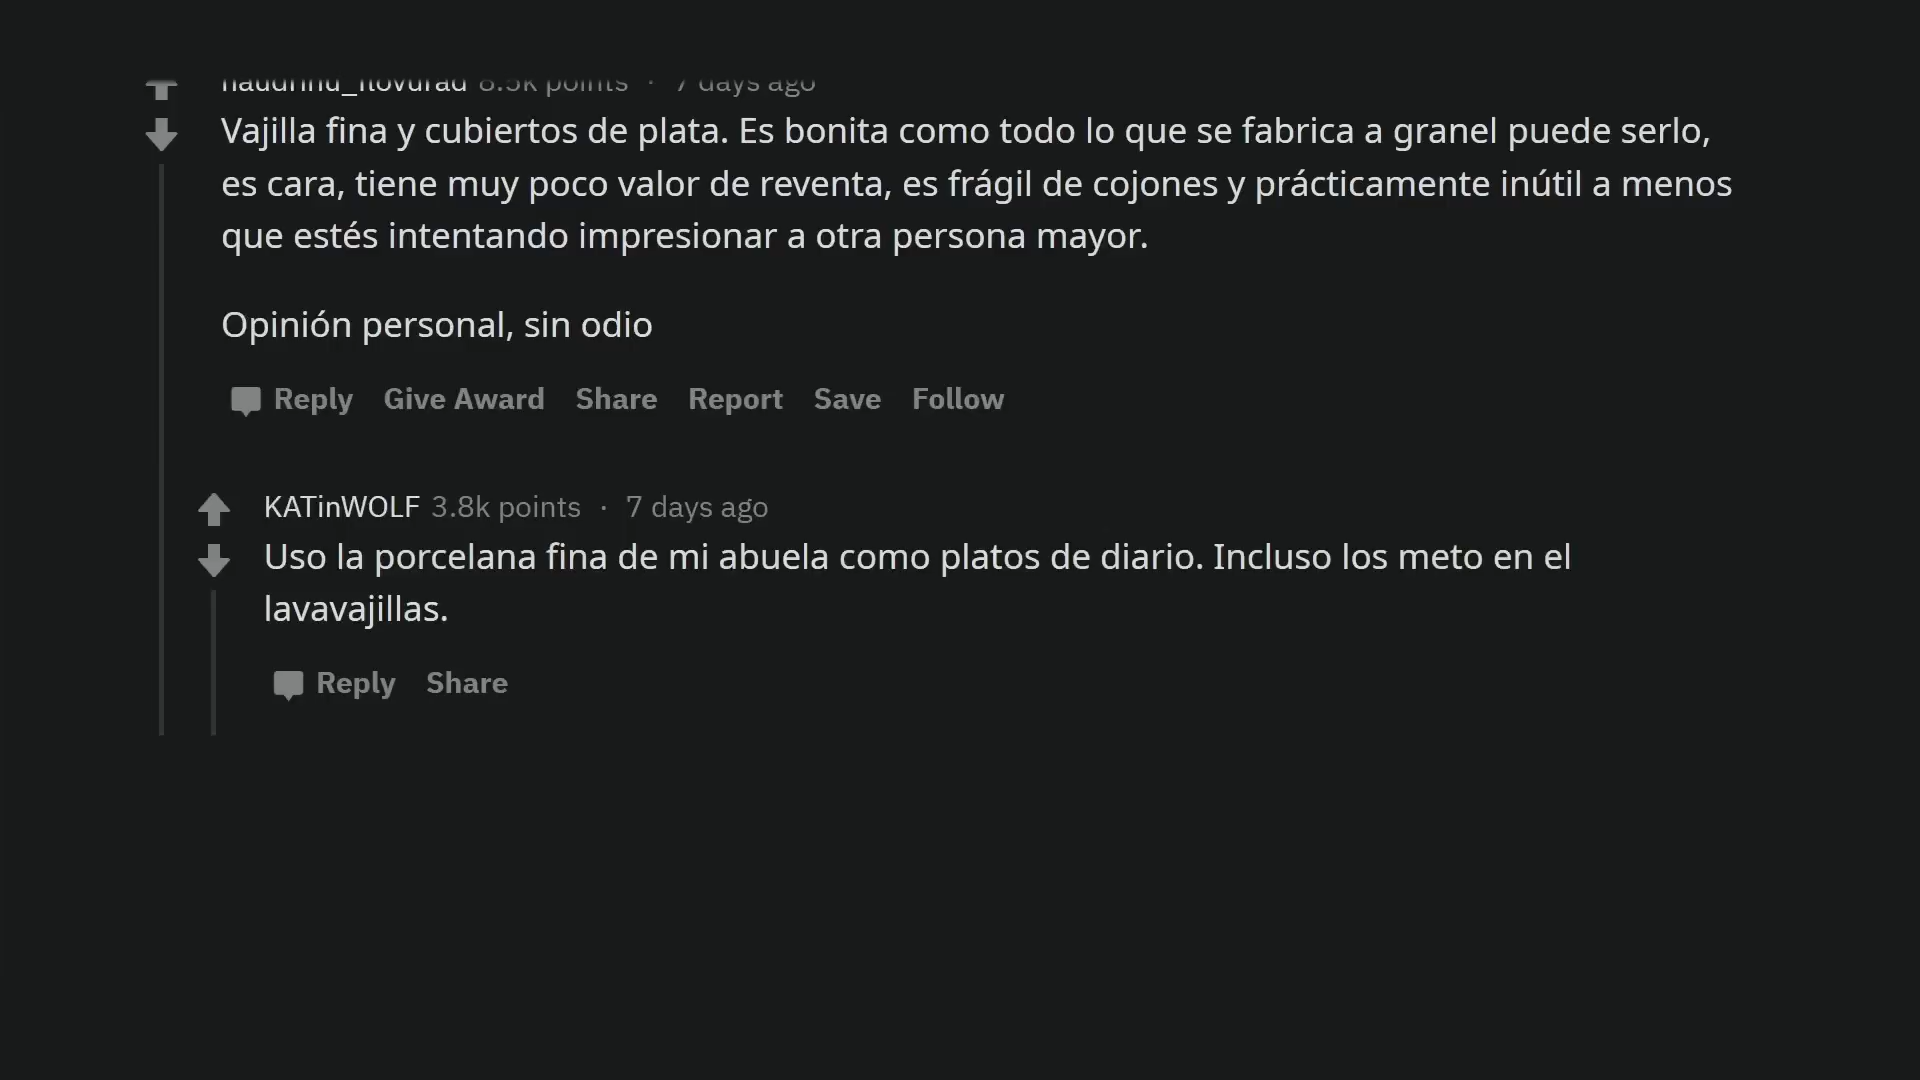 8.5k points · 7 days ago
Vajilla fina y cubiertos de plata. Es bonita como todo lo que se fabrica a granel puede serlo,
es cara, tiene muy poco valor de reventa, es frágil de cojones y prácticamente inútil a menos
que estés intentando impresionar a otra persona mayor.
Opinión personal, sin odio
Reply Give Award Share Report Save Follow
KATinWOLF 3.8k points · 7 days ago
Uso la porcelana fina de mi abuela como platos de diario. Incluso los meto en el
lavavajillas.
Reply Share